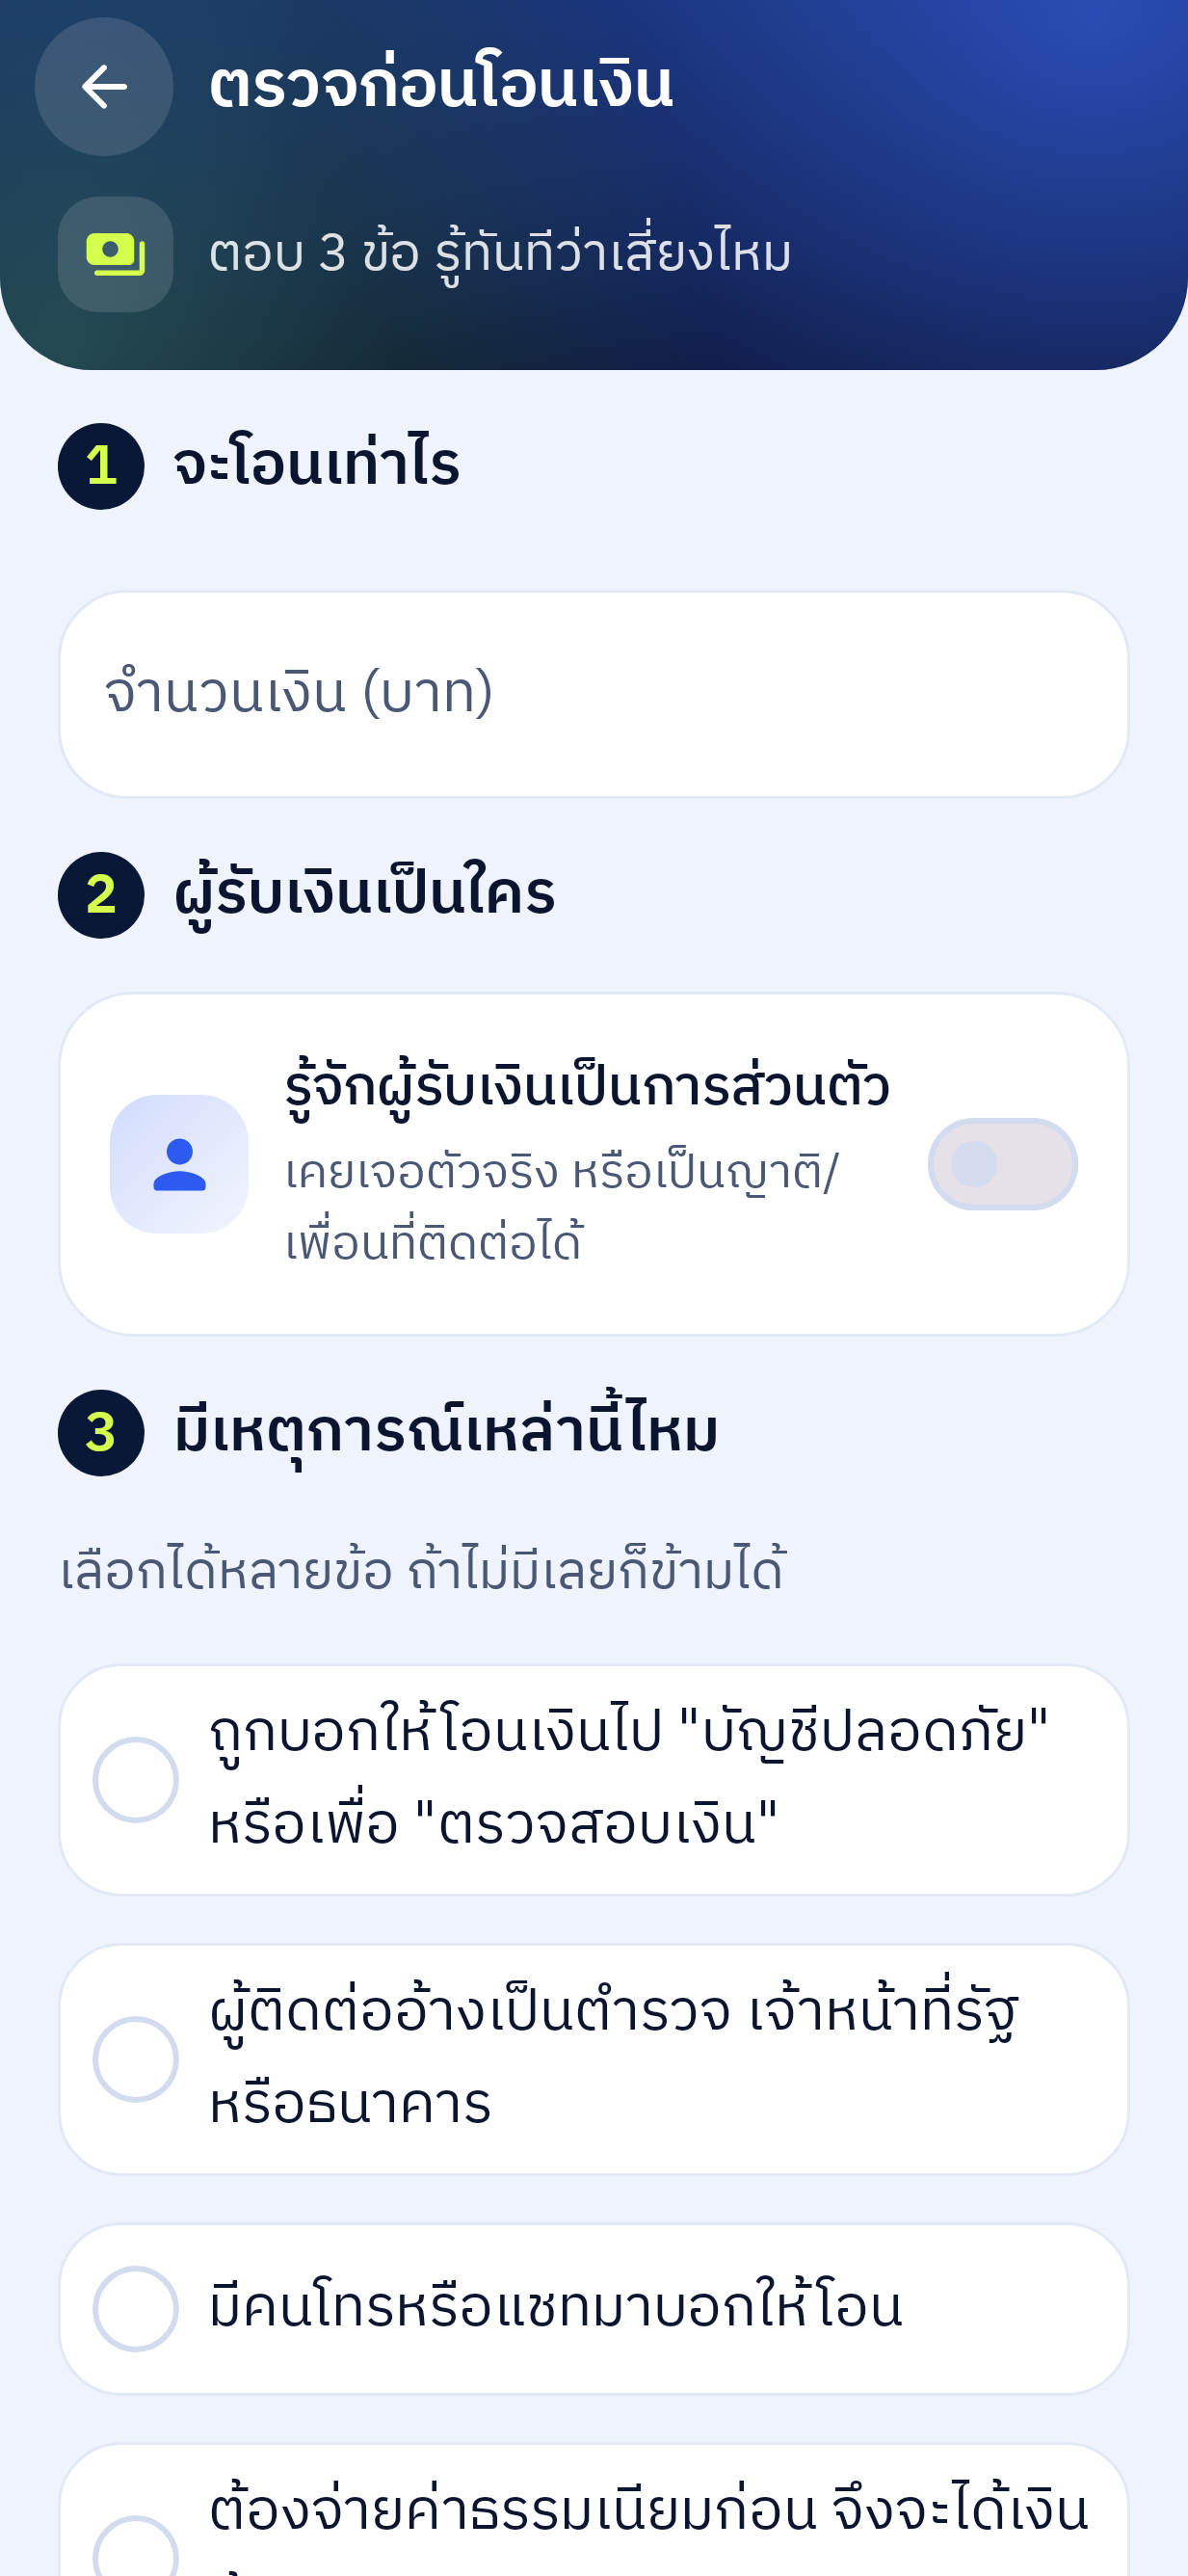 ตรวจก่อนโอนเงิน
ตอบ 3 ข้อ รู้ทันทีว่าเสี่ยงไหม
1 จะโอนเท่าไร
จำนวนเงิน (บาท)
2 ผู้รับเงินเป็นใคร
รู้จักผู้รับเงินเป็นการส่วนตัว
เคยเจอตัวจริง หรือเป็นญาติ/
เพื่อนที่ติดต่อได้
3 มีเหตุการณ์เหล่านี้ไหม
เลือกได้หลายข้อ ถ้าไม่มีเลยก็ข้ามได้
ถูกบอกให้โอนเงินไป "บัญชีปลอดภัย"
หรือเพื่อ "ตรวจสอบเงิน"
ผู้ติดต่ออ้างเป็นตำรวจ เจ้าหน้าที่รัฐ
หรือธนาคาร
มีคนโทรหรือแชทมาบอกให้โอน
ต้องจ่ายค่าธรรมเนียมก่อน จึงจะได้เงิน